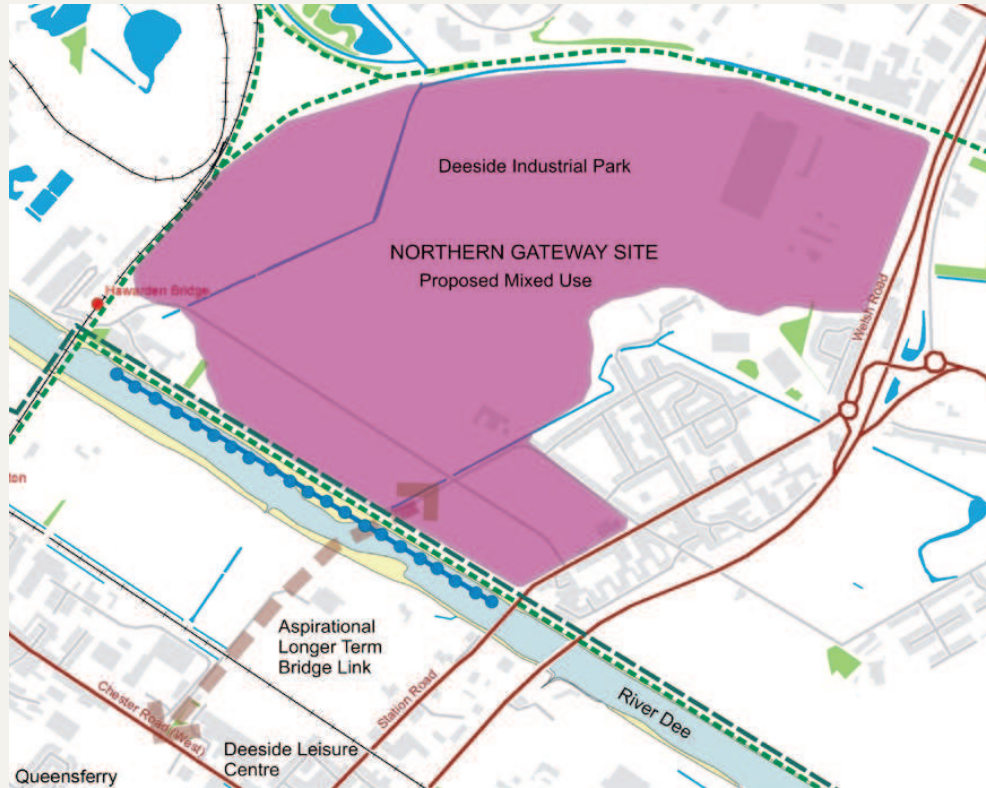 Deeside Industrial Park
NORTHERN GATEWAY SITE
Proposed Mixed Use
Hawarden Bridge
Welsh Road
ton
Aspirational
Longer Term
Bridge Link
Station Road
River Dee
Chester Road (West)
Deeside Leisure
Centre
Queensferry